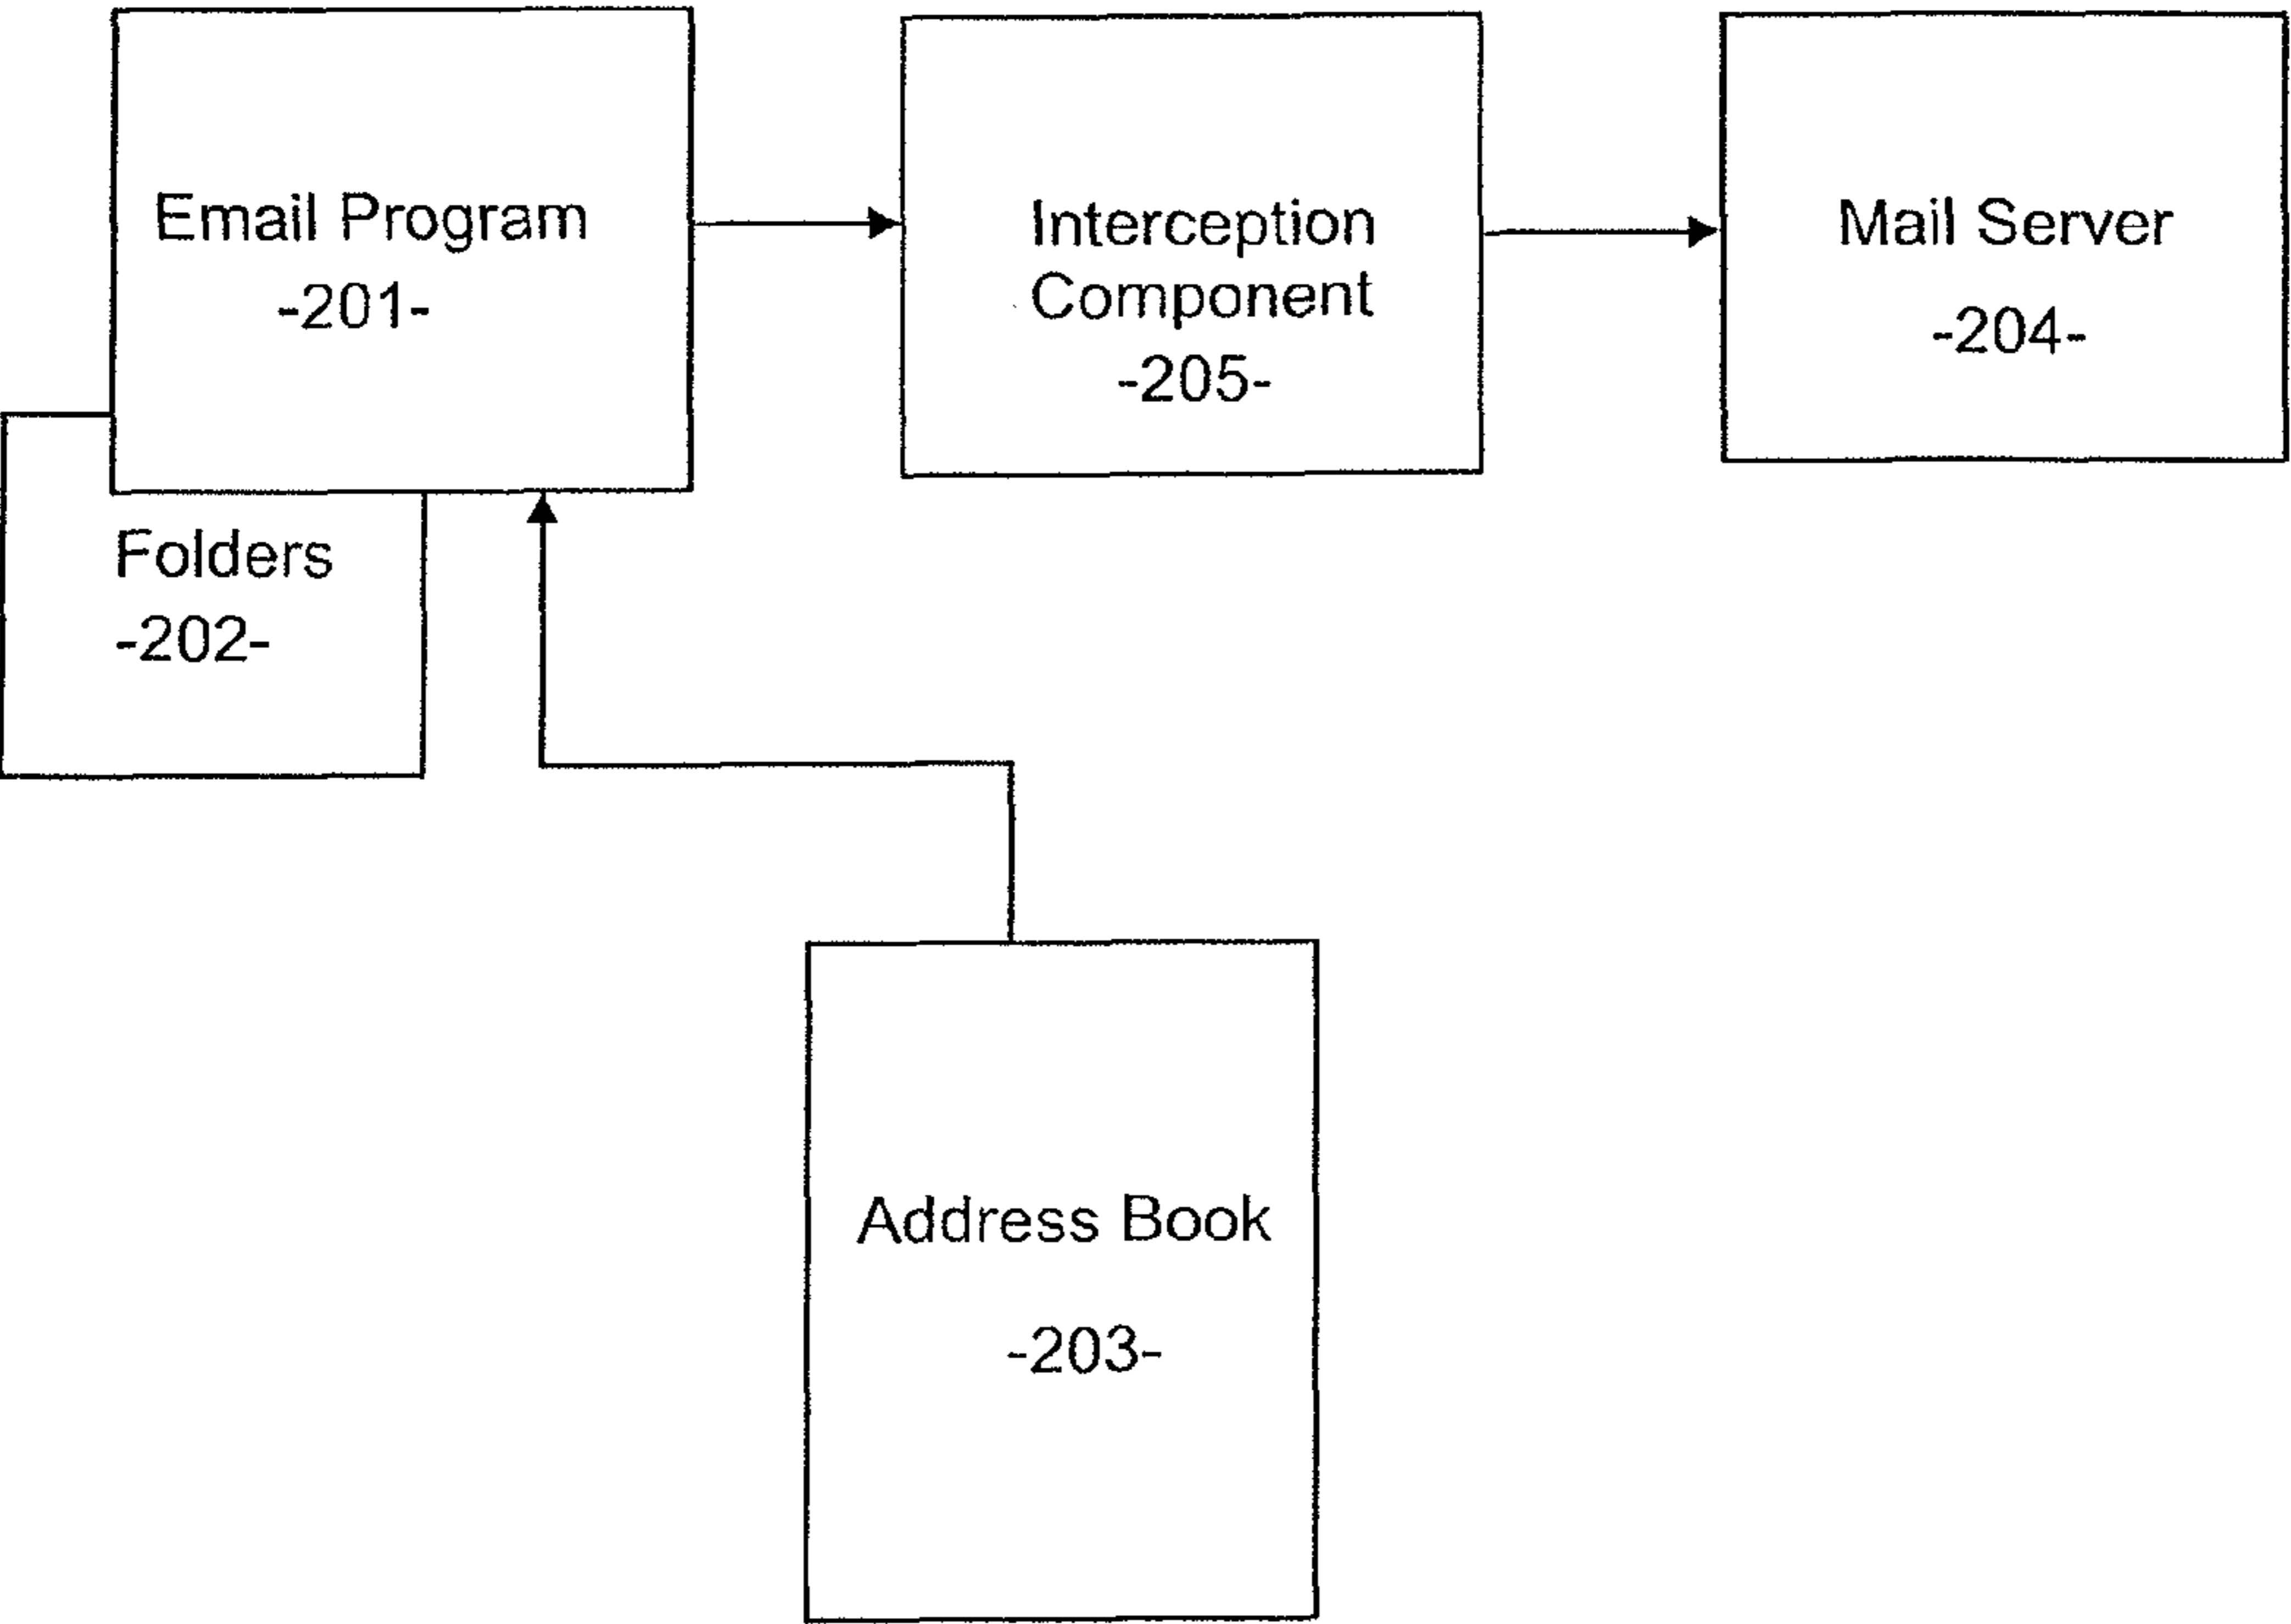 Email Program
-201-
Interception
Component
-205-
Mail Server
-204-
Folders
-202-
Address Book
-203-